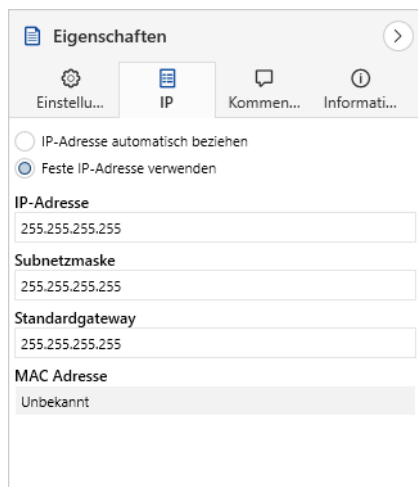 Eigenschaften
Einstellu... IP Kommen... Informati...
IP-Adresse automatisch beziehen
Feste IP-Adresse verwenden
IP-Adresse
255.255.255.255
Subnetzmaske
255.255.255.255
Standardgateway
255.255.255.255
MAC Adresse
Unbekannt